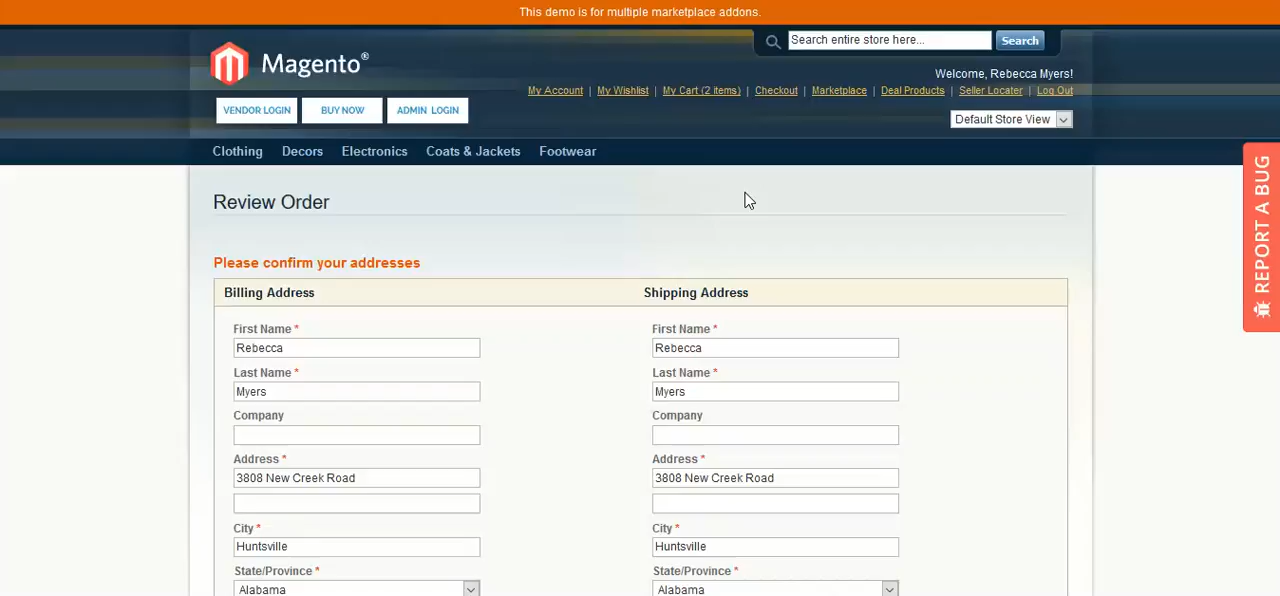 This demo is for multiple marketplace addons.
Search entire store here... Search
Magento®
Welcome, Rebecca Myers!
My Account | My Wishlist | My Cart (2 items) | Checkout | Marketplace | Deal Products | Seller Locater | Log Out
VENDOR LOGIN BUY NOW ADMIN LOGIN
Default Store View
Clothing Decors Electronics Coats & Jackets Footwear
REPORT A BUG
Review Order
Please confirm your addresses
Billing Address Shipping Address
First Name * First Name *
Rebecca Rebecca
Last Name * Last Name *
Myers Myers
Company Company
Address * Address *
3808 New Creek Road 3808 New Creek Road
City * City *
Huntsville Huntsville
State/Province * State/Province *
Alabama Alabama